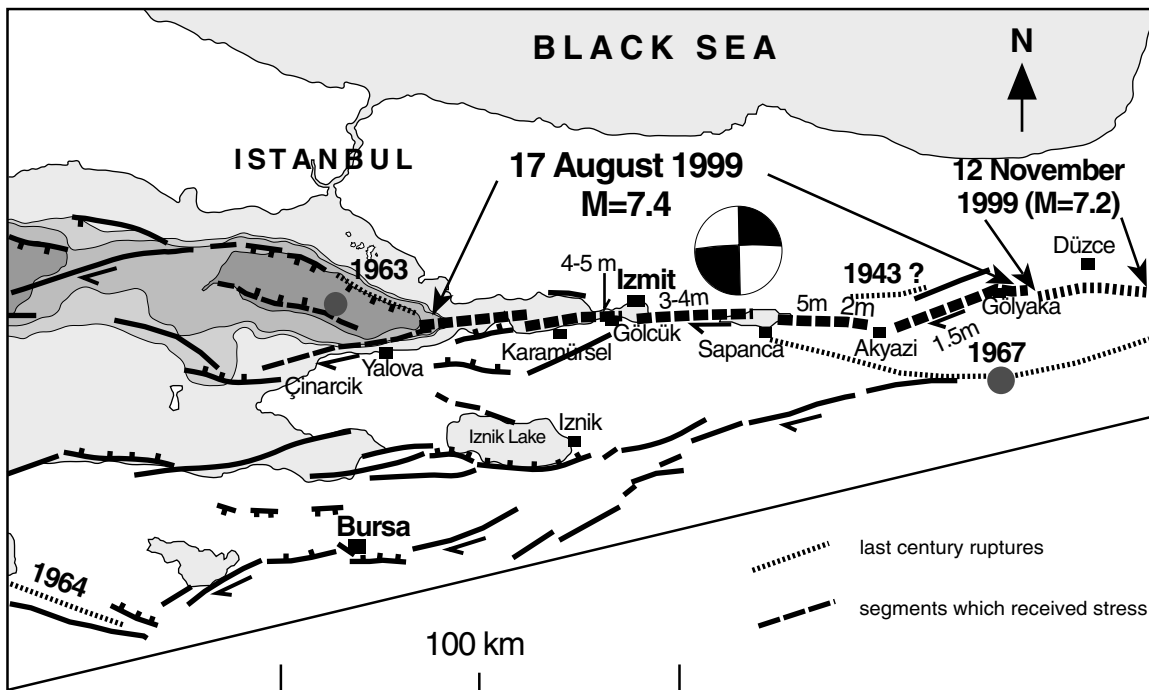 BLACK SEA
N
ISTANBUL
17 August 1999
M=7.4
12 November
1999 (M=7.2)
Düzce
1963
4-5 m
Izmit
1943 ?
3-4m
5m
2m
Gölyaka
Gölcük
1.5m
Karamürsel
Sapanca
Akyazi
Yalova
1967
Çinarcik
Iznik
Iznik Lake
Bursa
last century ruptures
1964
segments which received stress
100 km